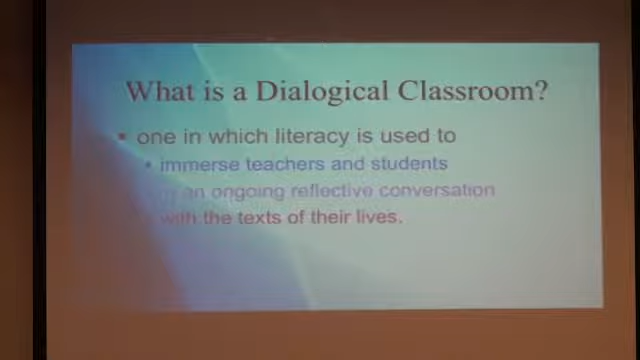 What is a Dialogical Classroom?
• one in which literacy is used to
• immerse teachers and students
an ongoing reflective conversation
with the texts of their lives.